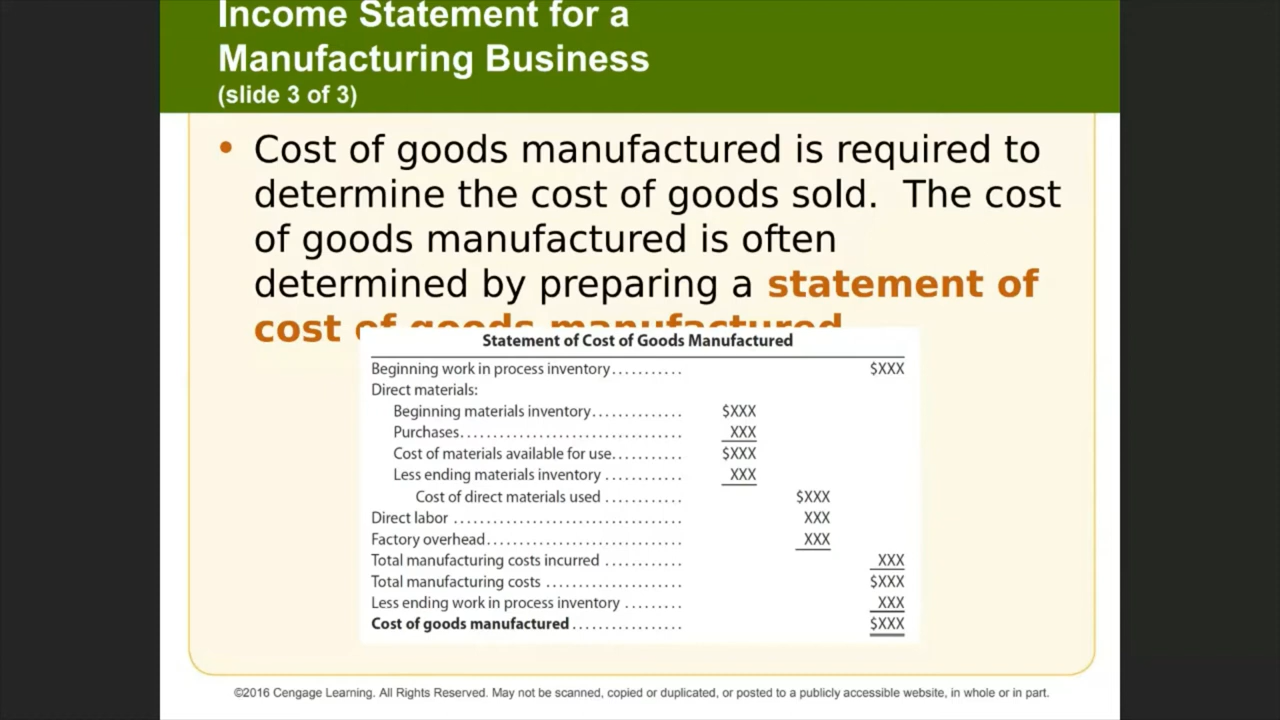 Income Statement for a
Manufacturing Business
(slide 3 of 3)
• Cost of goods manufactured is required to
determine the cost of goods sold.  The cost
of goods manufactured is often
determined by preparing a statement of
cost of goods manufactured
Statement of Cost of Goods Manufactured
Beginning work in process inventory........... $XXX
Direct materials:
Beginning materials inventory.............. $XXX
Purchases.................................. XXX
Cost of materials available for use........... $XXX
Less ending materials inventory ............ XXX
Cost of direct materials used ............ $XXX
Direct labor ................................... XXX
Factory overhead.............................. XXX
Total manufacturing costs incurred ............ XXX
Total manufacturing costs ..................... $XXX
Less ending work in process inventory ......... XXX
Cost of goods manufactured................. $XXX
©2016 Cengage Learning. All Rights Reserved. May not be scanned, copied or duplicated, or posted to a publicly accessible website, in whole or in part.